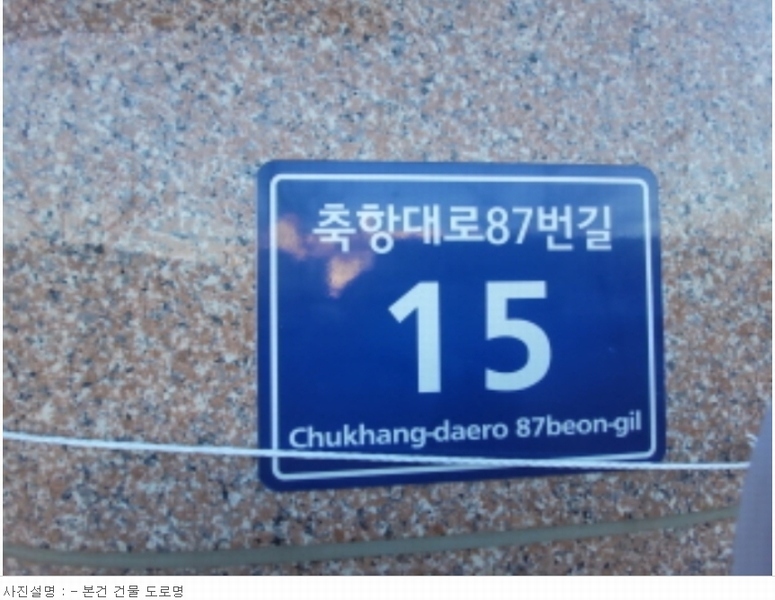 축항대로87번길
15
Chukhang-daero 87beon-gil
사진설명 : - 본건 건물 도로명